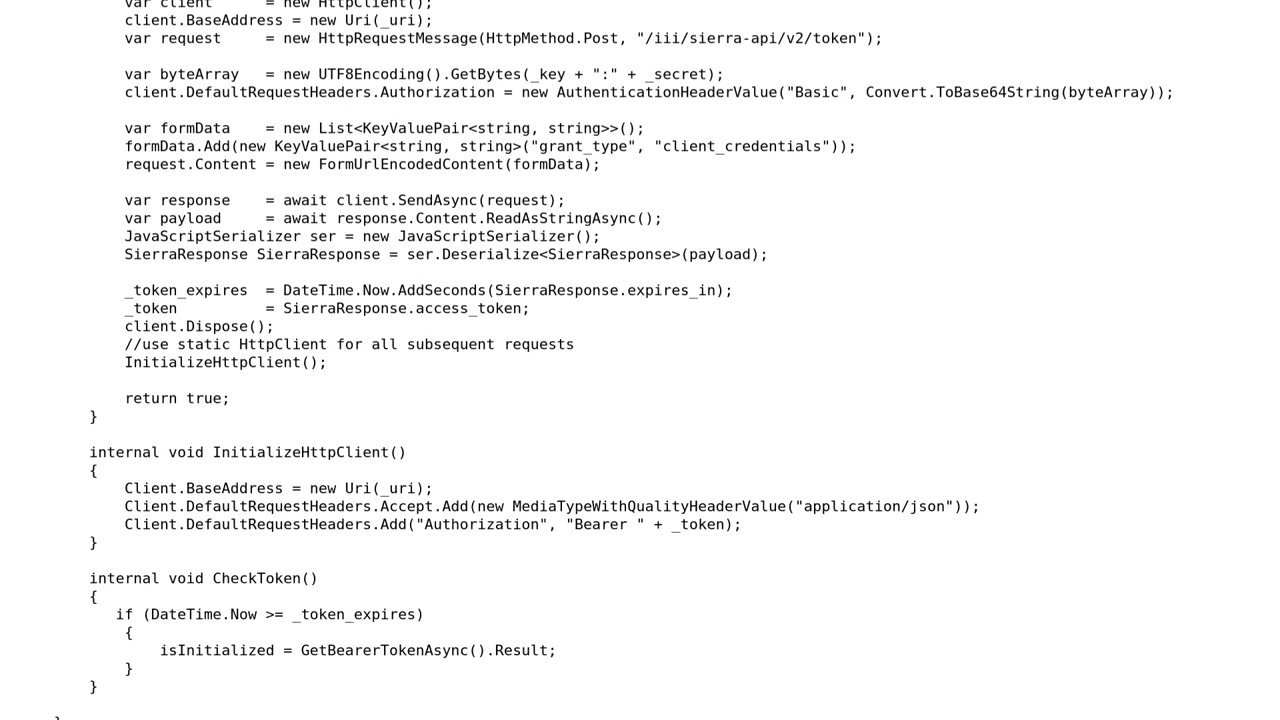 var client      = new HttpClient();
client.BaseAddress = new Uri(_uri);
var request     = new HttpRequestMessage(HttpMethod.Post, "/iii/sierra-api/v2/token");

var byteArray   = new UTF8Encoding().GetBytes(_key + ":" + _secret);
client.DefaultRequestHeaders.Authorization = new AuthenticationHeaderValue("Basic", Convert.ToBase64String(byteArray));

var formData    = new List<KeyValuePair<string, string>>();
formData.Add(new KeyValuePair<string, string>("grant_type", "client_credentials"));
request.Content = new FormUrlEncodedContent(formData);

var response    = await client.SendAsync(request);
var payload     = await response.Content.ReadAsStringAsync();
JavaScriptSerializer ser = new JavaScriptSerializer();
SierraResponse SierraResponse = ser.Deserialize<SierraResponse>(payload);

_token_expires  = DateTime.Now.AddSeconds(SierraResponse.expires_in);
_token          = SierraResponse.access_token;
client.Dispose();
//use static HttpClient for all subsequent requests
InitializeHttpClient();

return true;
}

internal void InitializeHttpClient()
{
Client.BaseAddress = new Uri(_uri);
Client.DefaultRequestHeaders.Accept.Add(new MediaTypeWithQualityHeaderValue("application/json"));
Client.DefaultRequestHeaders.Add("Authorization", "Bearer " + _token);
}

internal void CheckToken()
{
if (DateTime.Now >= _token_expires)
{
isInitialized = GetBearerTokenAsync().Result;
}
}

}